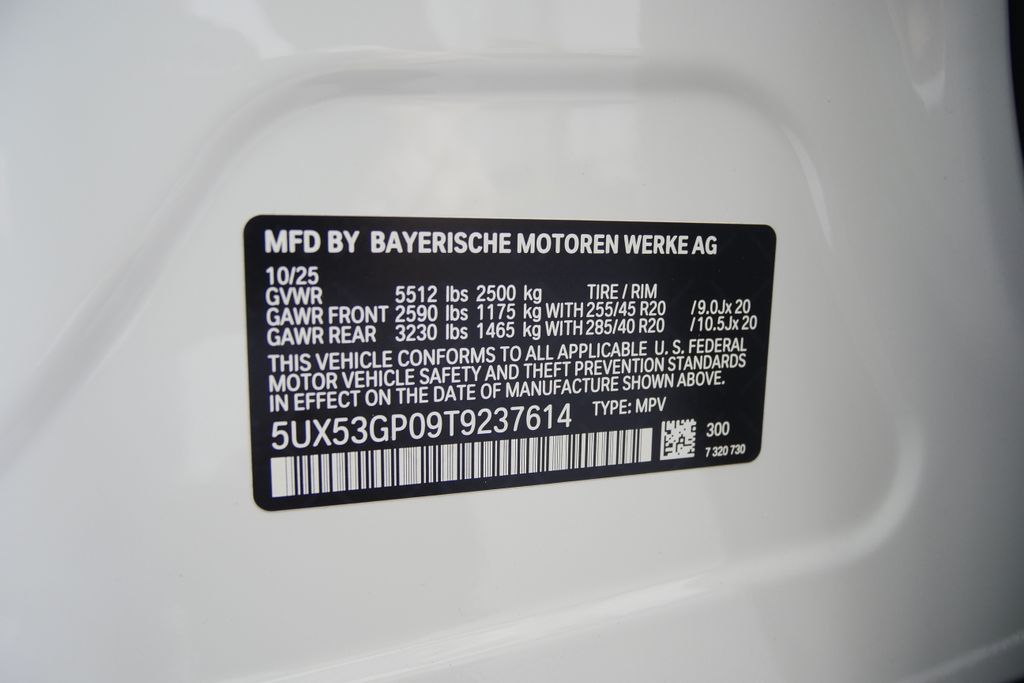 MFD BY BAYERISCHE MOTOREN WERKE AG
10/25
GVWR 5512 lbs 2500 kg TIRE / RIM
GAWR FRONT 2590 lbs 1175 kg WITH 255/45 R20 /9.0Jx 20
GAWR REAR 3230 lbs 1465 kg WITH 285/40 R20 /10.5Jx 20
THIS VEHICLE CONFORMS TO ALL APPLICABLE U. S. FEDERAL
MOTOR VEHICLE SAFETY AND THEFT PREVENTION STANDARDS
IN EFFECT ON THE DATE OF MANUFACTURE SHOWN ABOVE.
5UX53GP09T9237614 TYPE: MPV
300
7 320 730